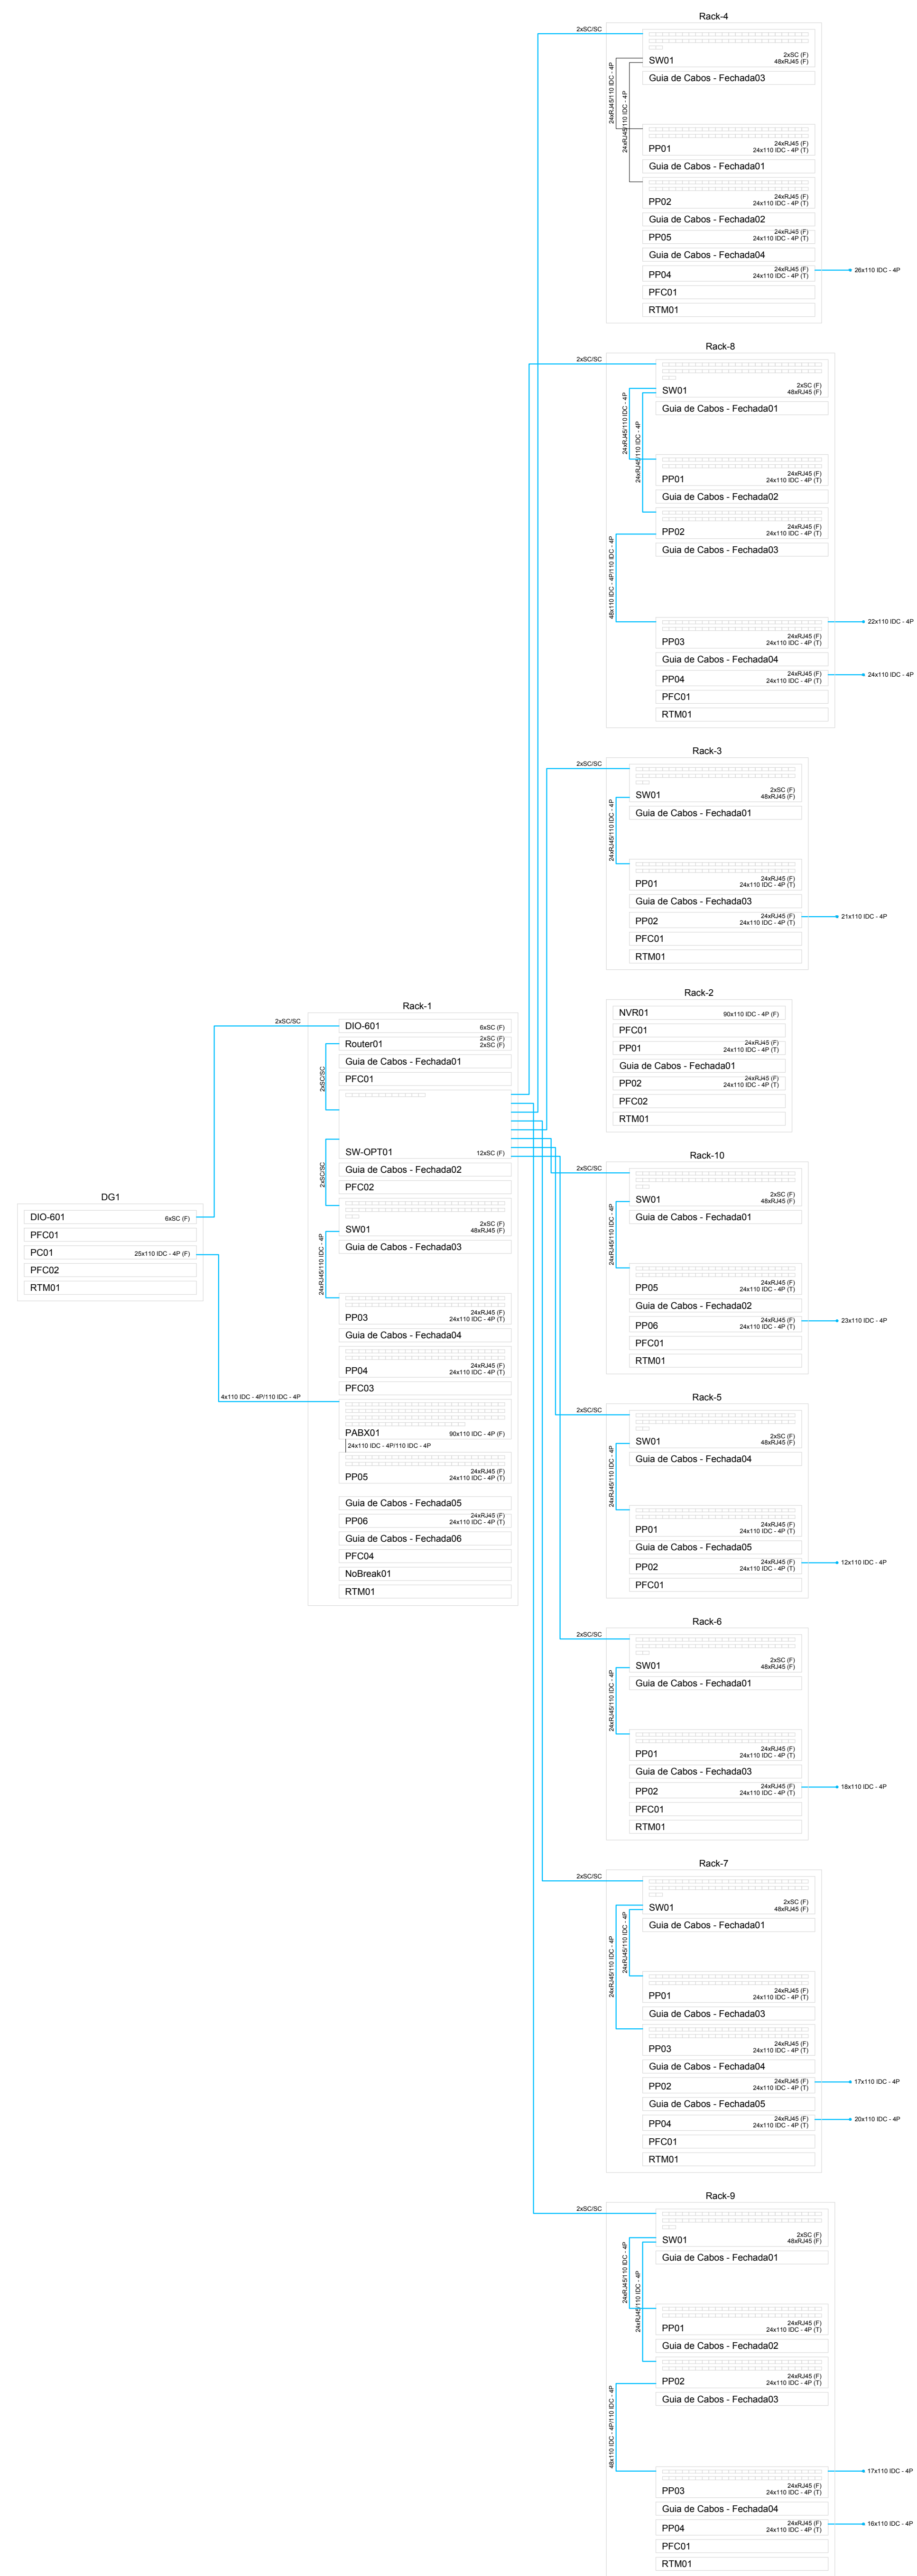 Rack-4
2xSC/SC
2xSC (F)
SW01
48xRJ45 (F)
Guia de Cabos - Fechada03
24xRJ45/110 IDC - 4P
24xRJ45/110 IDC - 4P
24xRJ45 (F)
PP01
24x110 IDC - 4P (T)
Guia de Cabos - Fechada01
24xRJ45 (F)
PP02
24x110 IDC - 4P (T)
Guia de Cabos - Fechada02
24xRJ45 (F)
PP05
24x110 IDC - 4P (T)
Guia de Cabos - Fechada04
24xRJ45 (F)
PP04
24x110 IDC - 4P (T)
26x110 IDC - 4P
PFC01
RTM01
Rack-8
2xSC/SC
2xSC (F)
SW01
48xRJ45 (F)
Guia de Cabos - Fechada01
24xRJ45/110 IDC - 4P
24xRJ45/110 IDC - 4P
24xRJ45 (F)
PP01
24x110 IDC - 4P (T)
Guia de Cabos - Fechada02
24xRJ45 (F)
PP02
24x110 IDC - 4P (T)
Guia de Cabos - Fechada03
48x110 IDC - 4P/110 IDC - 4P
22x110 IDC - 4P
24xRJ45 (F)
PP03
24x110 IDC - 4P (T)
Guia de Cabos - Fechada04
24xRJ45 (F)
PP04
24x110 IDC - 4P (T)
24x110 IDC - 4P
PFC01
RTM01
Rack-3
2xSC/SC
2xSC (F)
SW01
48xRJ45 (F)
Guia de Cabos - Fechada01
24xRJ45/110 IDC - 4P
24xRJ45 (F)
PP01
24x110 IDC - 4P (T)
Guia de Cabos - Fechada03
24xRJ45 (F)
PP02
24x110 IDC - 4P (T)
21x110 IDC - 4P
PFC01
RTM01
Rack-2
NVR01
90x110 IDC - 4P (F)
PFC01
24xRJ45 (F)
PP01
24x110 IDC - 4P (T)
Guia de Cabos - Fechada01
24xRJ45 (F)
PP02
24x110 IDC - 4P (T)
PFC02
RTM01
Rack-1
2xSC/SC
DIO-601
6xSC (F)
2xSC (F)
Router01
2xSC (F)
Guia de Cabos - Fechada01
2xSC/SC
PFC01
SW-OPT01
12xSC (F)
Guia de Cabos - Fechada02
2xSC/SC
PFC02
2xSC (F)
SW01
48xRJ45 (F)
Guia de Cabos - Fechada03
24xRJ45/110 IDC - 4P
24xRJ45 (F)
PP03
24x110 IDC - 4P (T)
Guia de Cabos - Fechada04
24xRJ45 (F)
PP04
24x110 IDC - 4P (T)
PFC03
4x110 IDC - 4P/110 IDC - 4P
PABX01
90x110 IDC - 4P (F)
24x110 IDC - 4P/110 IDC - 4P
24xRJ45 (F)
PP05
24x110 IDC - 4P (T)
Guia de Cabos - Fechada05
24xRJ45 (F)
PP06
24x110 IDC - 4P (T)
Guia de Cabos - Fechada06
PFC04
NoBreak01
RTM01
DG1
DIO-601
6xSC (F)
PFC01
PC01
25x110 IDC - 4P (F)
PFC02
RTM01
Rack-10
2xSC/SC
2xSC (F)
SW01
48xRJ45 (F)
Guia de Cabos - Fechada01
24xRJ45/110 IDC - 4P
24xRJ45 (F)
PP05
24x110 IDC - 4P (T)
Guia de Cabos - Fechada02
24xRJ45 (F)
PP06
24x110 IDC - 4P (T)
23x110 IDC - 4P
PFC01
RTM01
Rack-5
2xSC/SC
2xSC (F)
SW01
48xRJ45 (F)
Guia de Cabos - Fechada04
24xRJ45/110 IDC - 4P
24xRJ45 (F)
PP01
24x110 IDC - 4P (T)
Guia de Cabos - Fechada05
24xRJ45 (F)
PP02
24x110 IDC - 4P (T)
12x110 IDC - 4P
PFC01
Rack-6
2xSC/SC
2xSC (F)
SW01
48xRJ45 (F)
Guia de Cabos - Fechada01
24xRJ45/110 IDC - 4P
24xRJ45 (F)
PP01
24x110 IDC - 4P (T)
Guia de Cabos - Fechada03
24xRJ45 (F)
PP02
24x110 IDC - 4P (T)
18x110 IDC - 4P
PFC01
RTM01
Rack-7
2xSC/SC
2xSC (F)
SW01
48xRJ45 (F)
Guia de Cabos - Fechada01
24xRJ45/110 IDC - 4P
24xRJ45/110 IDC - 4P
24xRJ45 (F)
PP01
24x110 IDC - 4P (T)
Guia de Cabos - Fechada03
24xRJ45 (F)
PP03
24x110 IDC - 4P (T)
Guia de Cabos - Fechada04
24xRJ45 (F)
PP02
24x110 IDC - 4P (T)
17x110 IDC - 4P
Guia de Cabos - Fechada05
24xRJ45 (F)
PP04
24x110 IDC - 4P (T)
20x110 IDC - 4P
PFC01
RTM01
Rack-9
2xSC/SC
2xSC (F)
SW01
48xRJ45 (F)
Guia de Cabos - Fechada01
24xRJ45/110 IDC - 4P
24xRJ45/110 IDC - 4P
24xRJ45 (F)
PP01
24x110 IDC - 4P (T)
Guia de Cabos - Fechada02
24xRJ45 (F)
PP02
24x110 IDC - 4P (T)
Guia de Cabos - Fechada03
48x110 IDC - 4P/110 IDC - 4P
17x110 IDC - 4P
24xRJ45 (F)
PP03
24x110 IDC - 4P (T)
Guia de Cabos - Fechada04
24xRJ45 (F)
PP04
24x110 IDC - 4P (T)
16x110 IDC - 4P
PFC01
RTM01